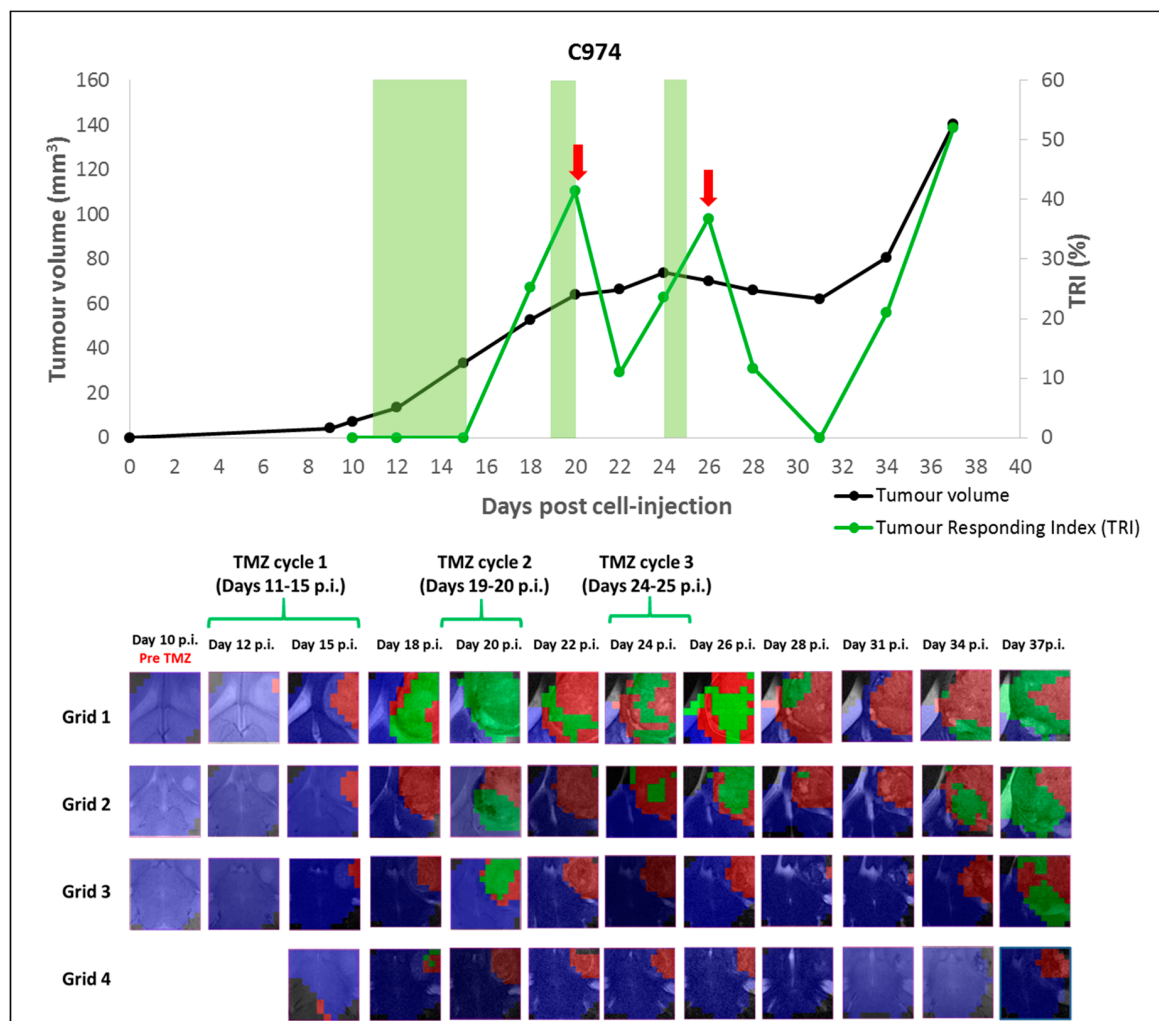 C974
160
140
120
100
80
60
40
20
0
Tumour volume (mm³)
60
50
40
30
20
10
0
TRI (%)
0 2 4 6 8 10 12 14 16 18 20 22 24 26 28 30 32 34 36 38 40
Days post cell-injection
Tumour volume
Tumour Responding Index (TRI)
TMZ cycle 1 TMZ cycle 2 TMZ cycle 3
(Days 11-15 p.i.) (Days 19-20 p.i.) (Days 24-25 p.i.)
Day 10 p.i. Day 12 p.i. Day 15 p.i. Day 18 p.i. Day 20 p.i. Day 22 p.i. Day 24 p.i. Day 26 p.i. Day 28 p.i. Day 31 p.i. Day 34 p.i. Day 37p.i.
Pre TMZ
Grid 1
Grid 2
Grid 3
Grid 4